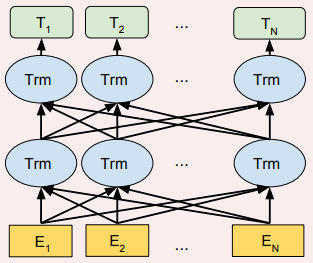 T1 T2 ... TN
Trm Trm ... Trm
Trm Trm ... Trm
E1 E2 ... EN